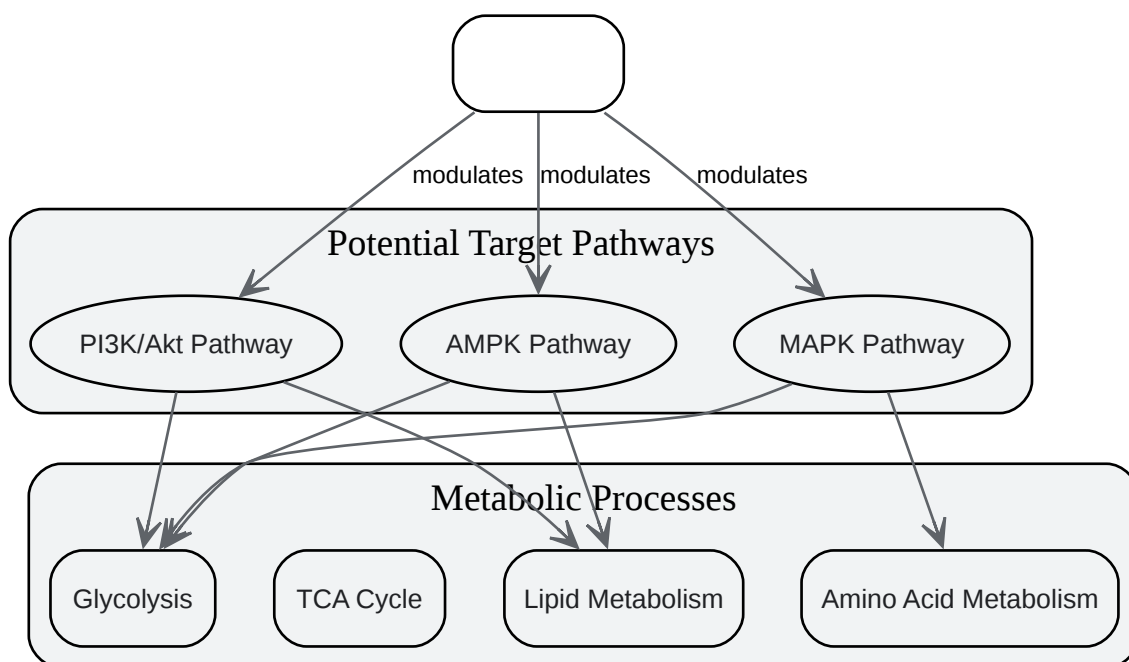 modulates modulates modulates
Potential Target Pathways
PI3K/Akt Pathway AMPK Pathway MAPK Pathway
Metabolic Processes
Glycolysis TCA Cycle Lipid Metabolism Amino Acid Metabolism